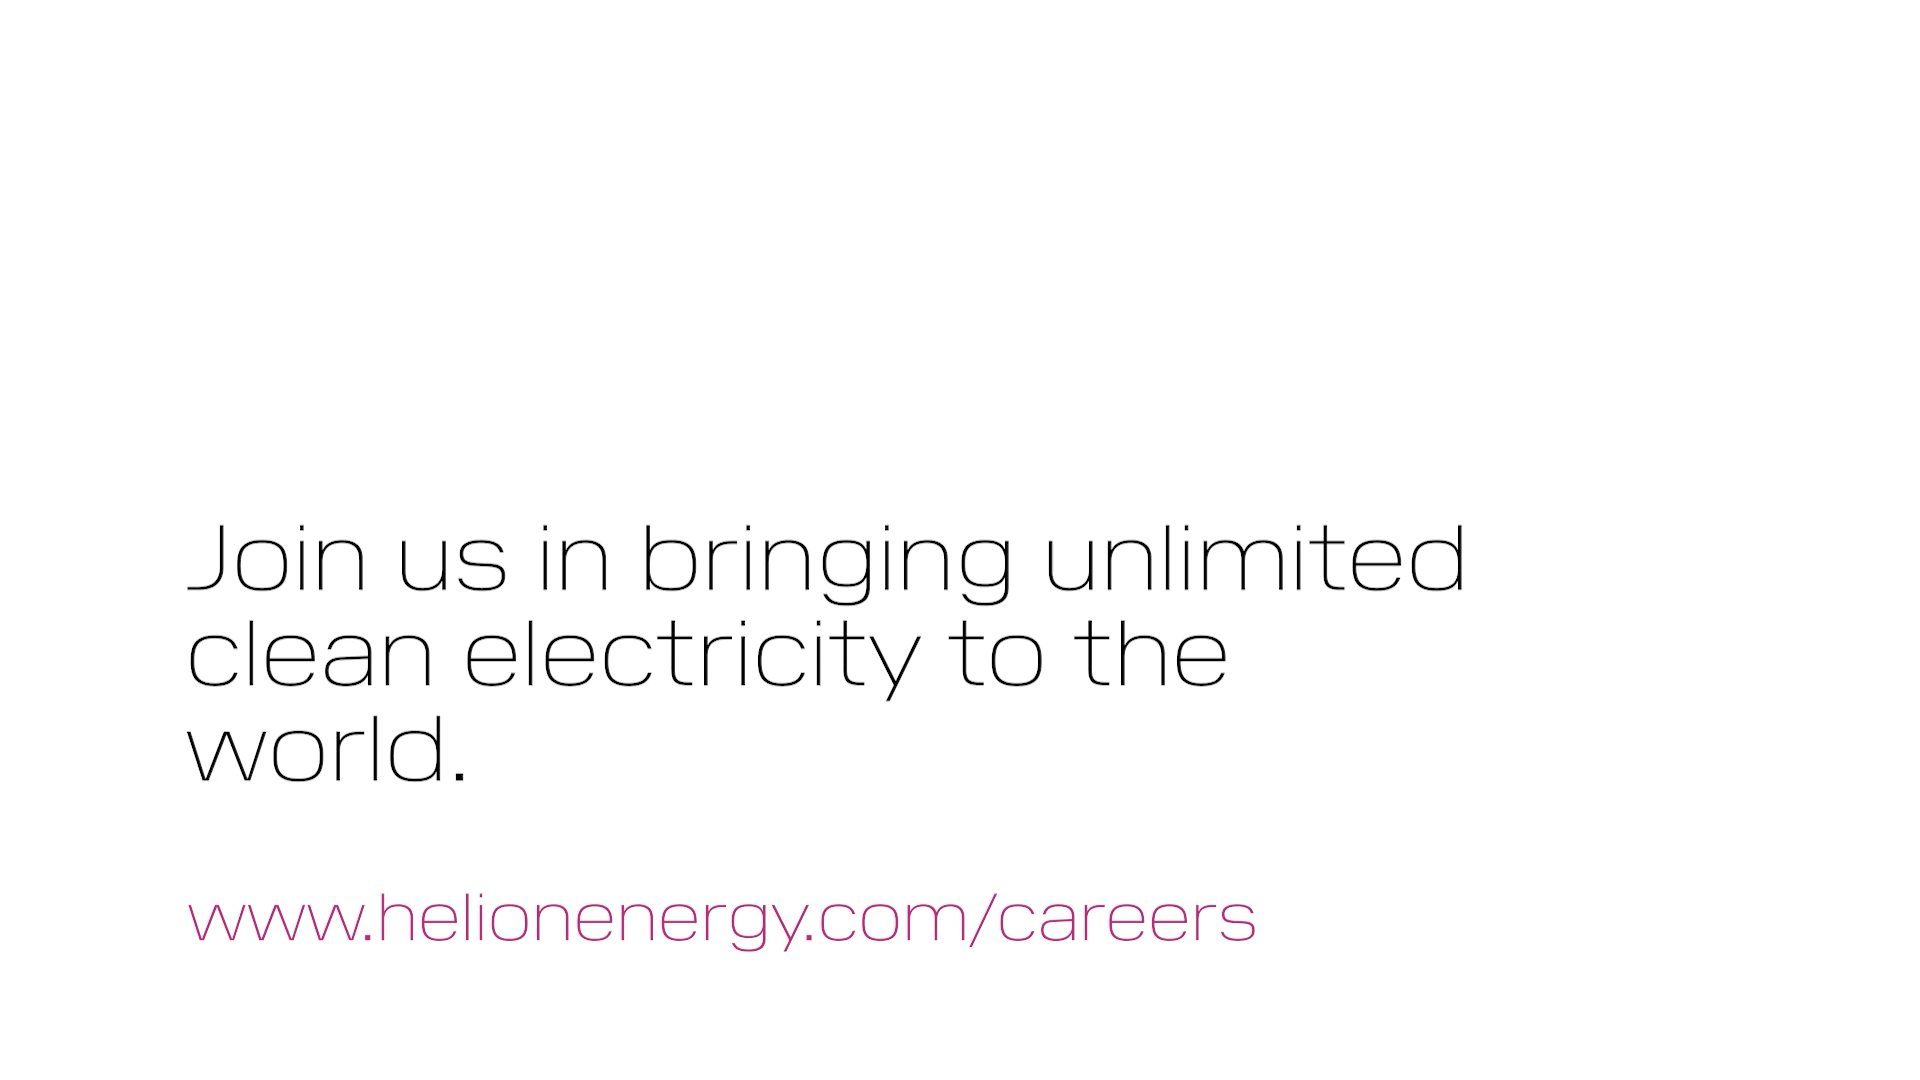 Join us in bringing unlimited
clean electricity to the
world.
www.helionenergy.com/careers